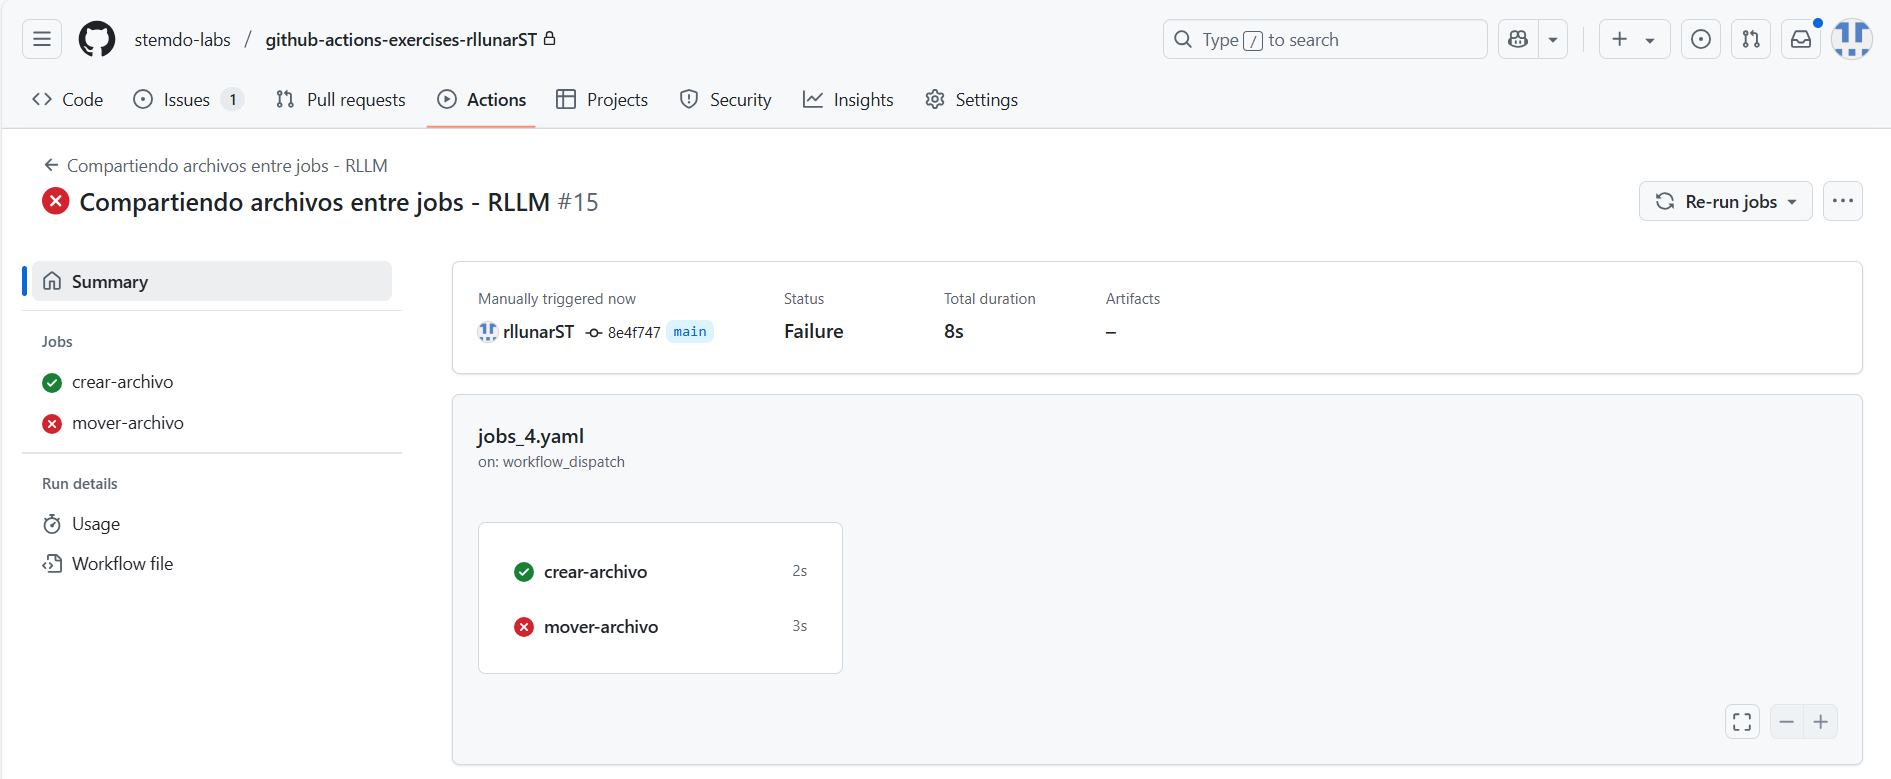 stemdo-labs / github-actions-exercises-rllunarST
Type / to search
Code
Issues 1
Pull requests
Actions
Projects
Security
Insights
Settings
Compartiendo archivos entre jobs - RLLM
Compartiendo archivos entre jobs - RLLM #15
Re-run jobs
Summary
Jobs
crear-archivo
mover-archivo
Run details
Usage
Workflow file
Manually triggered now
rllunarST 8e4f747 main
Status
Failure
Total duration
8s
Artifacts
–
jobs_4.yaml
on: workflow_dispatch
crear-archivo 2s
mover-archivo 3s